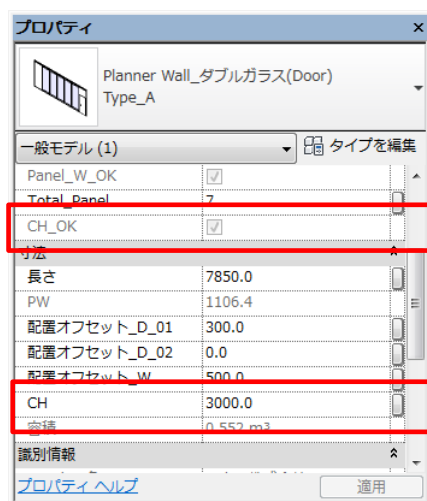 プロパティ
Planner Wall_ダブルガラス(Door)
Type_A
一般モデル (1) タイプを編集
Panel_W_OK
Total_Panel 7
CH_OK
寸法
長さ 7850.0
PW 1106.4
配置オフセット_D_01 300.0
配置オフセット_D_02 0.0
配置オフセット_W 500.0
CH 3000.0
容積 0.552 m³
識別情報
プロパティ ヘルプ 適用